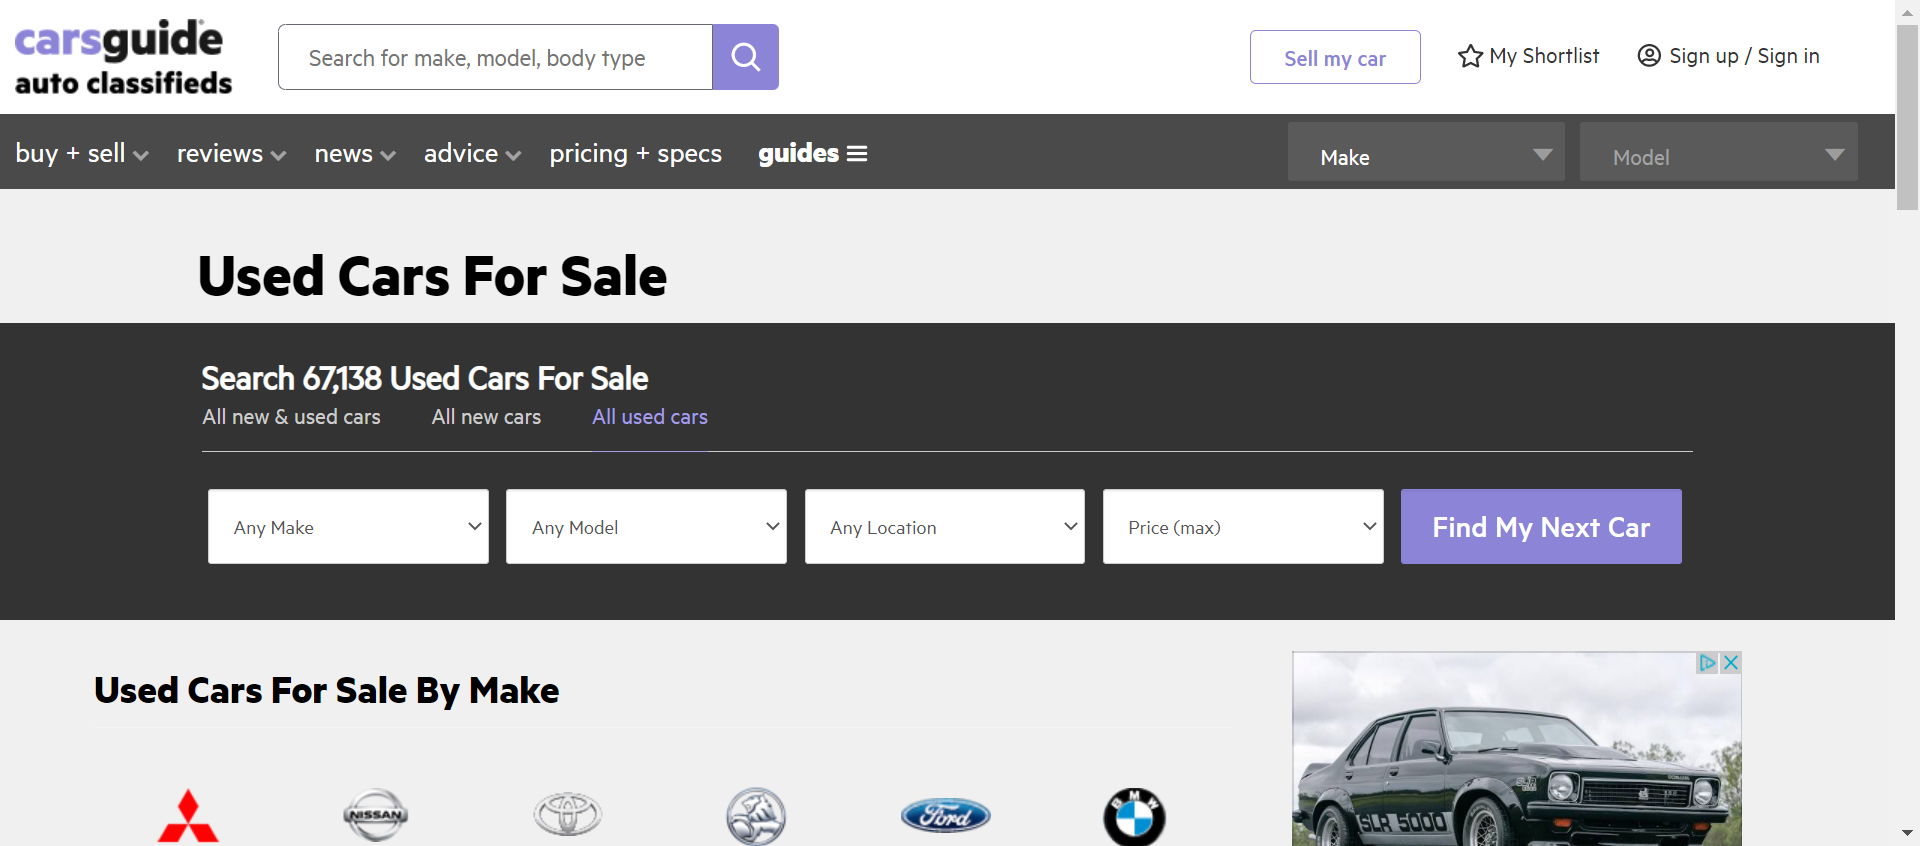 carsguide
auto classifieds
Search for make, model, body type
Sell my car
My Shortlist
Sign up / Sign in
buy + sell
reviews
news
advice
pricing + specs
guides
Make
Model
Used Cars For Sale
Search 67,138 Used Cars For Sale
All new & used cars
All new cars
All used cars
Any Make
Any Model
Any Location
Price (max)
Find My Next Car
Used Cars For Sale By Make
NISSAN
Ford
BMW
SLR 5000